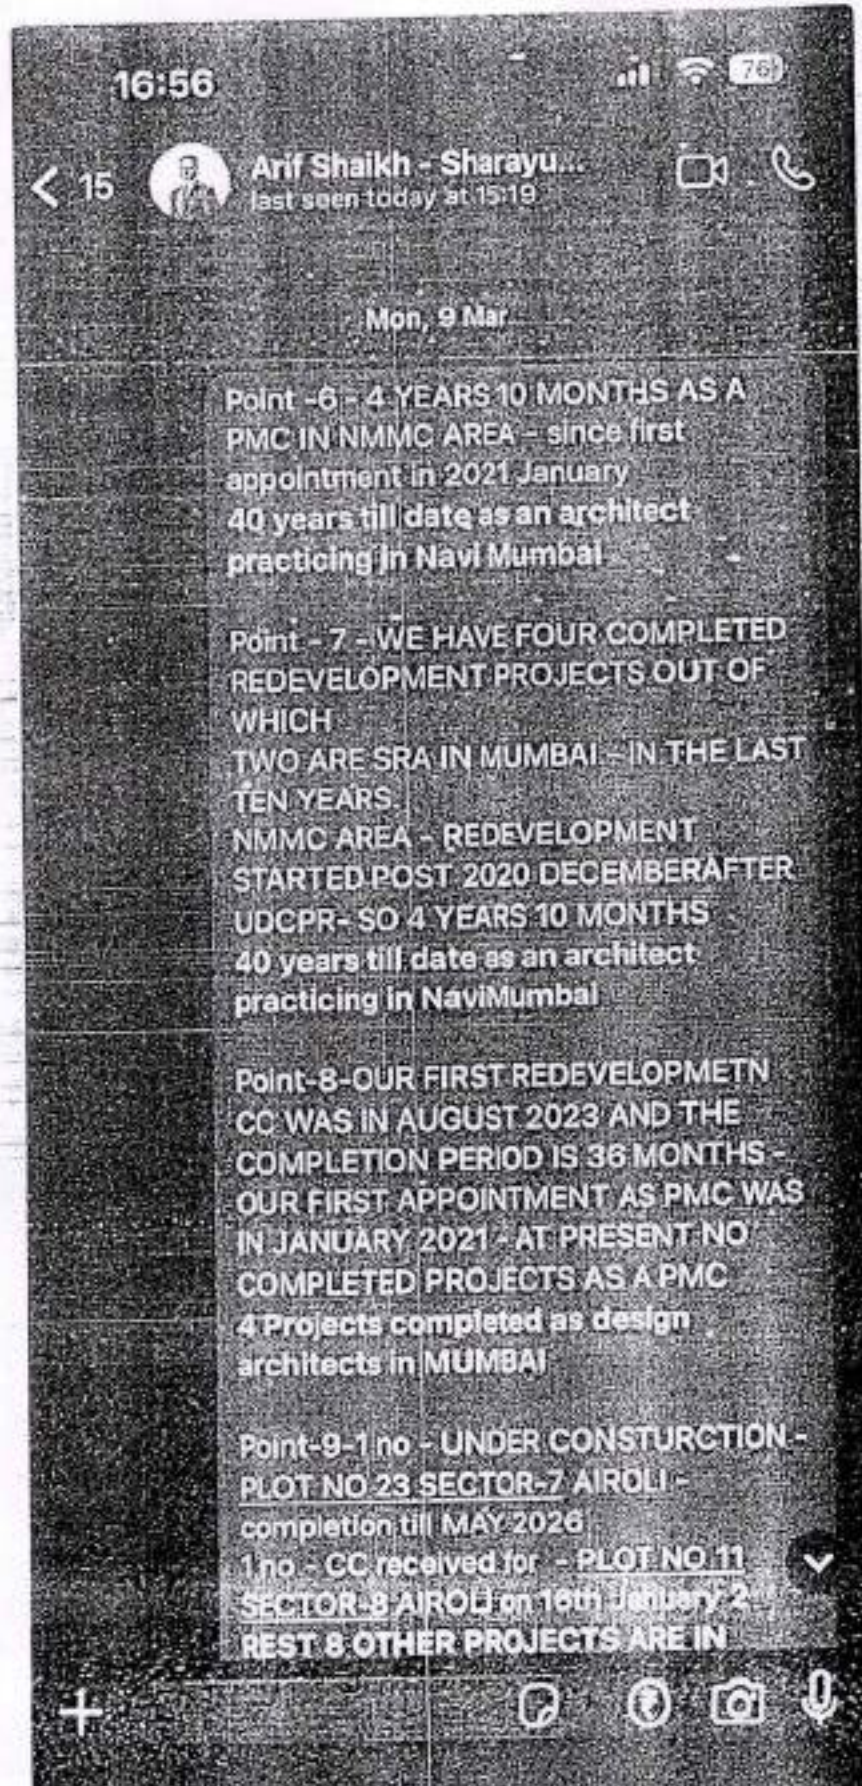 16:56
76
15
Arif Shaikh - Sharayu...
last seen today at 15:19
Mon, 9 Mar
Point -6 - 4 YEARS 10 MONTHS AS A
PMC IN NMMC AREA - since first
appointment in 2021 January
40 years till date as an architect
practicing in Navi Mumbai
Point - 7 - WE HAVE FOUR COMPLETED
REDEVELOPMENT PROJECTS OUT OF
WHICH
TWO ARE SRA IN MUMBAI - IN THE LAST
TEN YEARS.
NMMC AREA - REDEVELOPMENT
STARTED POST 2020 DECEMBERAFTER
UDCPR- SO 4 YEARS 10 MONTHS
40 years till date as an architect
practicing in NaviMumbai
Point-8-OUR FIRST REDEVELOPMETN
CC WAS IN AUGUST 2023 AND THE
COMPLETION PERIOD IS 36 MONTHS -
OUR FIRST APPOINTMENT AS PMC WAS
IN JANUARY 2021 - AT PRESENT NO
COMPLETED PROJECTS AS A PMC
4 Projects completed as design
architects in MUMBAI
Point-9-1 no - UNDER CONSTURCTION -
PLOT NO 23 SECTOR-7 AIROLI -
completion till MAY 2026
1 no - CC received for - PLOT NO 11
SECTOR-8 AIROLI on 16th January 2
REST 8 OTHER PROJECTS ARE IN